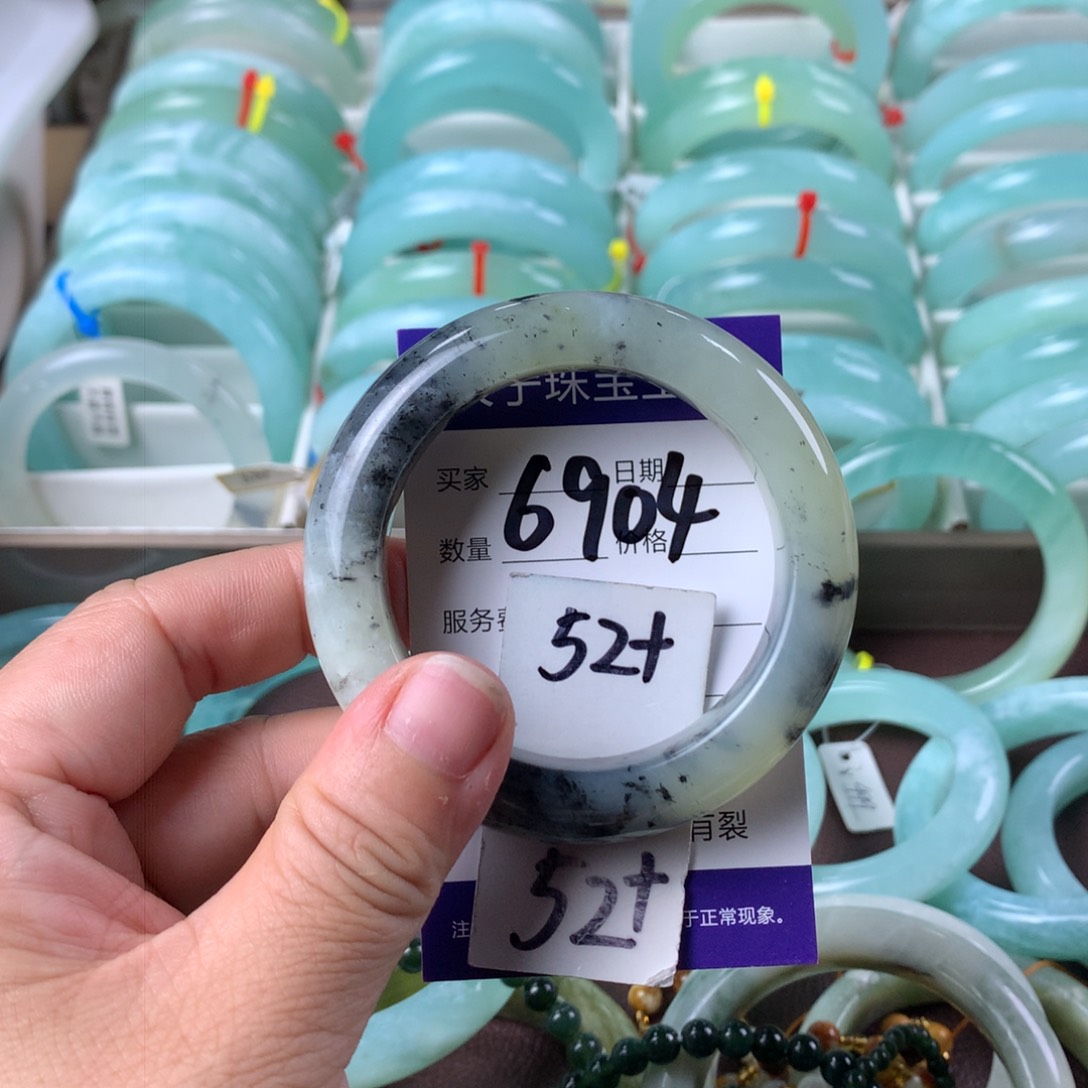 子珠宝
买家 日期
6904
数量 价格
服务
52+
有裂
52+
注 于正常现象。